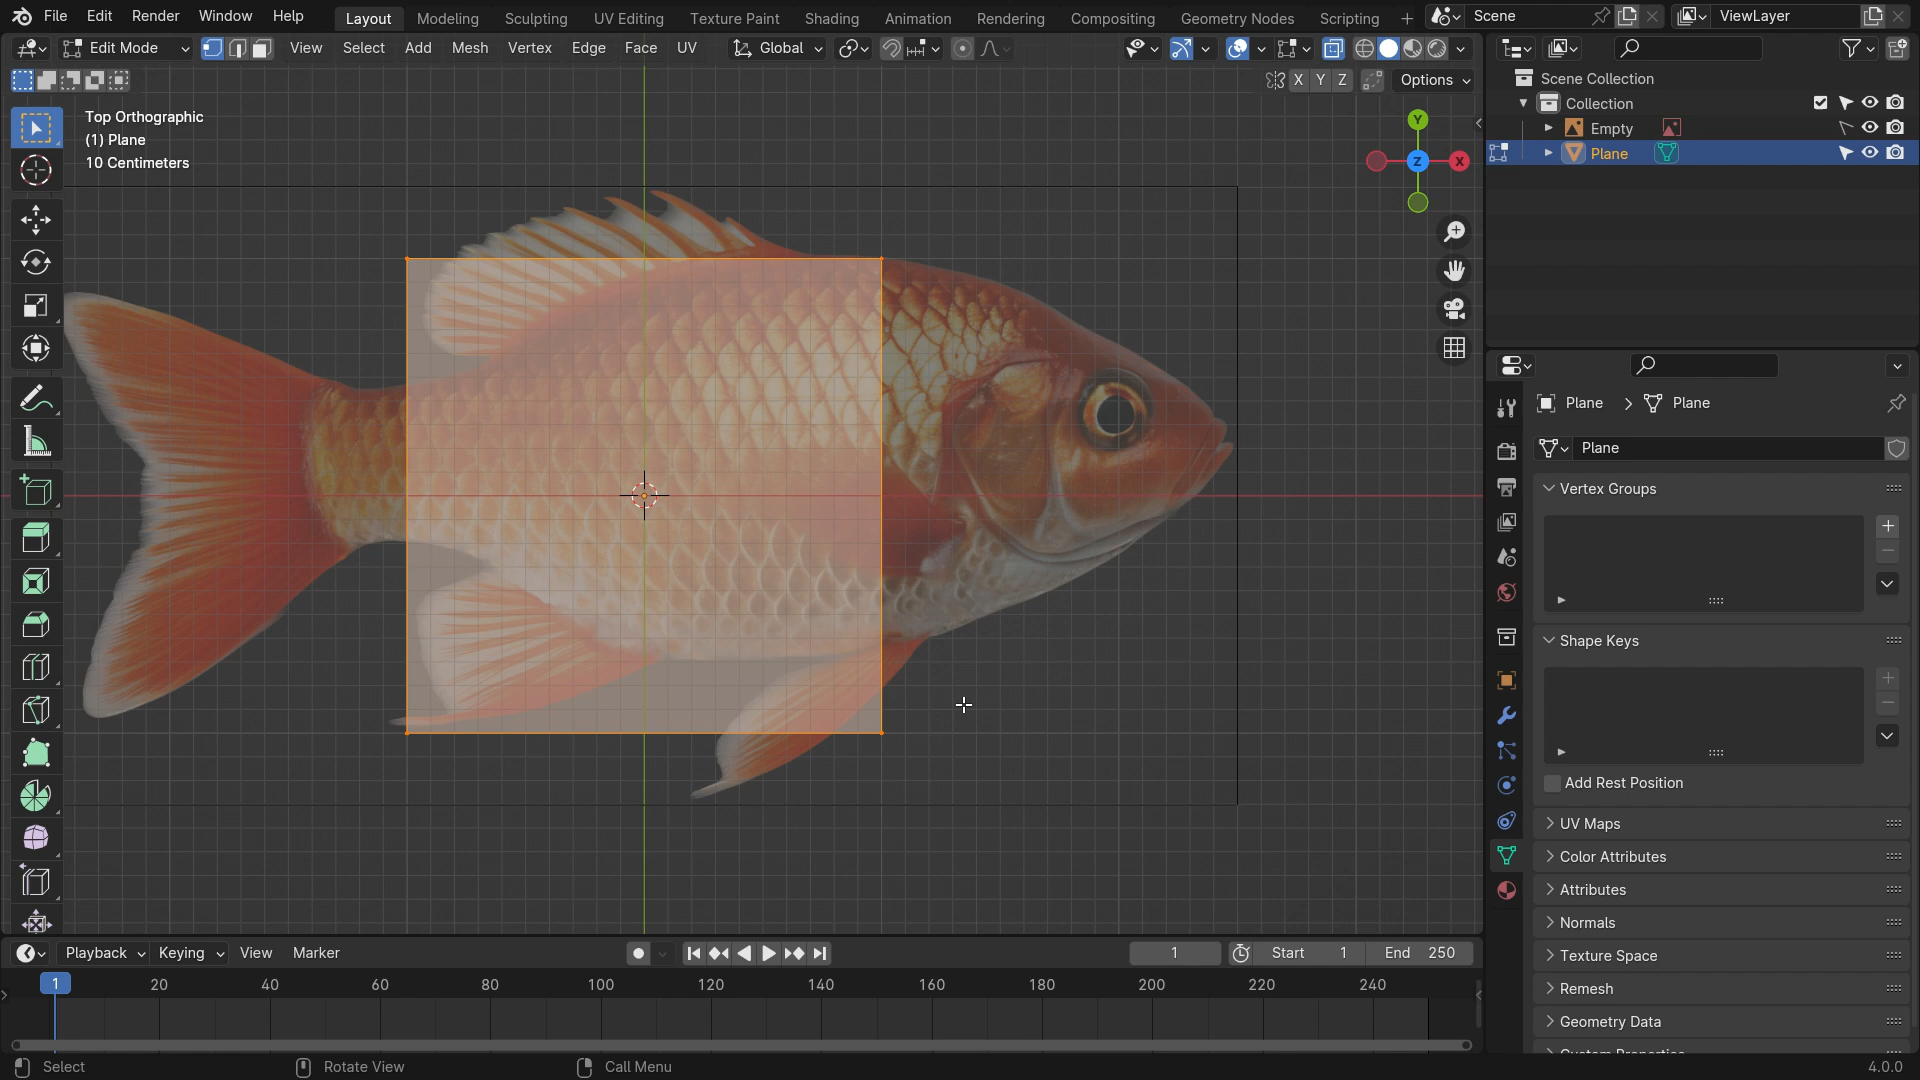 File Edit Render Window Help Layout Modeling Sculpting UV Editing Texture Paint Shading Animation Rendering Compositing Geometry Nodes Scripting Scene ViewLayer
Edit Mode View Select Add Mesh Vertex Edge Face UV Global
X Y Z Options
Top Orthographic
(1) Plane
10 Centimeters
Y
Z
X
Scene Collection
Collection
Empty
Plane
Plane Plane
Plane
Vertex Groups
Shape Keys
Add Rest Position
UV Maps
Color Attributes
Attributes
Normals
Texture Space
Remesh
Geometry Data
Custom Properties
Playback Keying View Marker 1 Start 1 End 250
1 20 40 60 80 100 120 140 160 180 200 220 240
Select Rotate View Call Menu 4.0.0